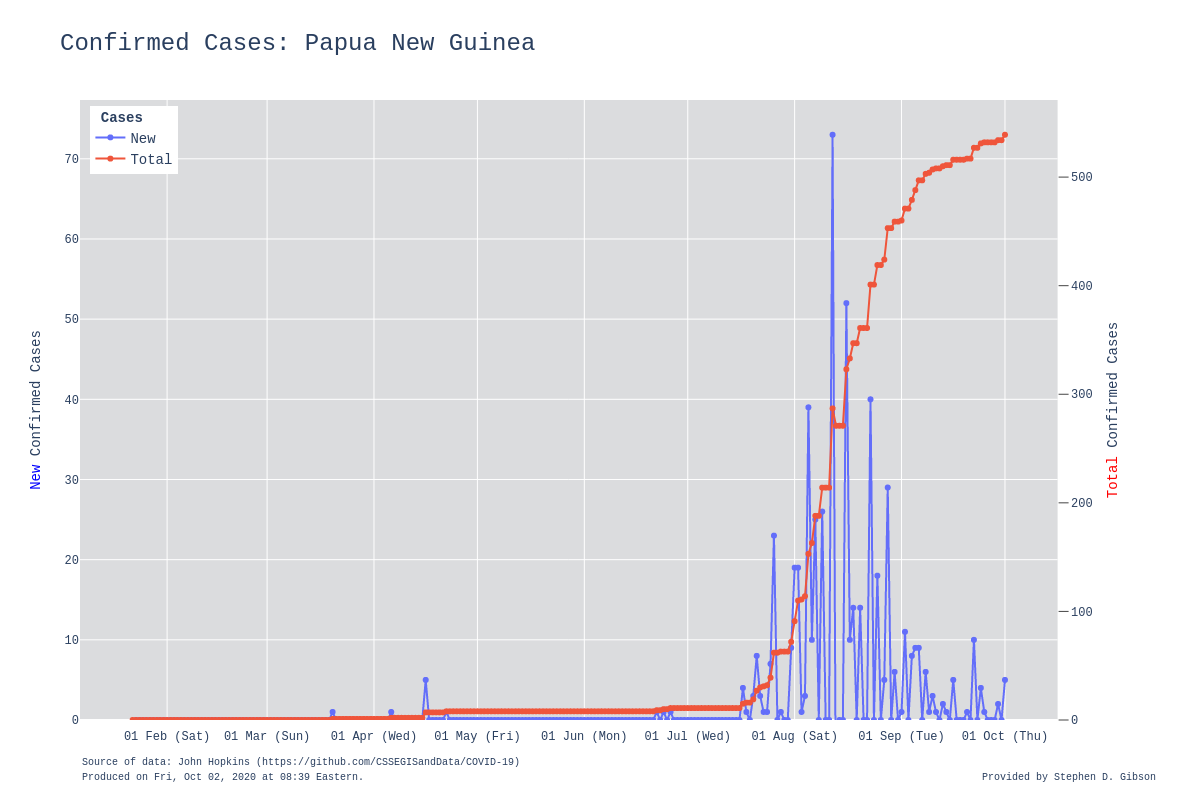 Confirmed Cases: Papua New Guinea
Cases
New
Total
70
60
50
40
30
20
10
0
500
400
300
200
100
0
New Confirmed Cases
Total Confirmed Cases
01 Feb (Sat)
01 Mar (Sun)
01 Apr (Wed)
01 May (Fri)
01 Jun (Mon)
01 Jul (Wed)
01 Aug (Sat)
01 Sep (Tue)
01 Oct (Thu)
Source of data: John Hopkins (https://github.com/CSSEGISandData/COVID-19)
Produced on Fri, Oct 02, 2020 at 08:39 Eastern.
Provided by Stephen D. Gibson